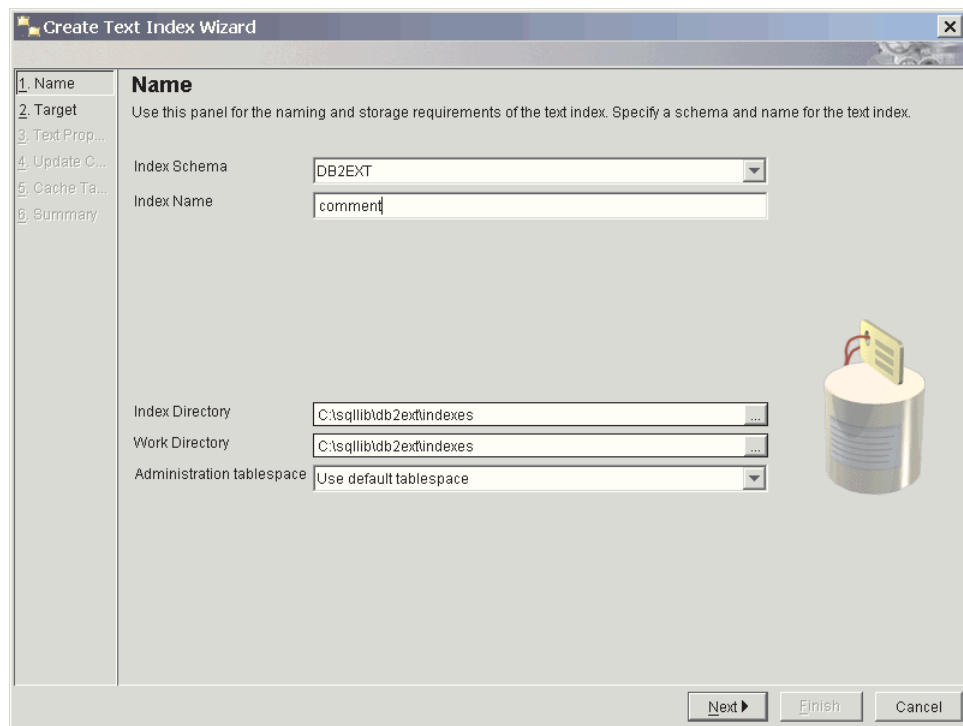 Create Text Index Wizard
1. Name
2. Target
3. Text Prop...
4. Update C...
5. Cache Ta...
6. Summary
Name
Use this panel for the naming and storage requirements of the text index. Specify a schema and name for the text index.
Index Schema DB2EXT
Index Name comment
Index Directory C:\sqllib\db2ext\indexes ...
Work Directory C:\sqllib\db2ext\indexes ...
Administration tablespace Use default tablespace
Next Finish Cancel